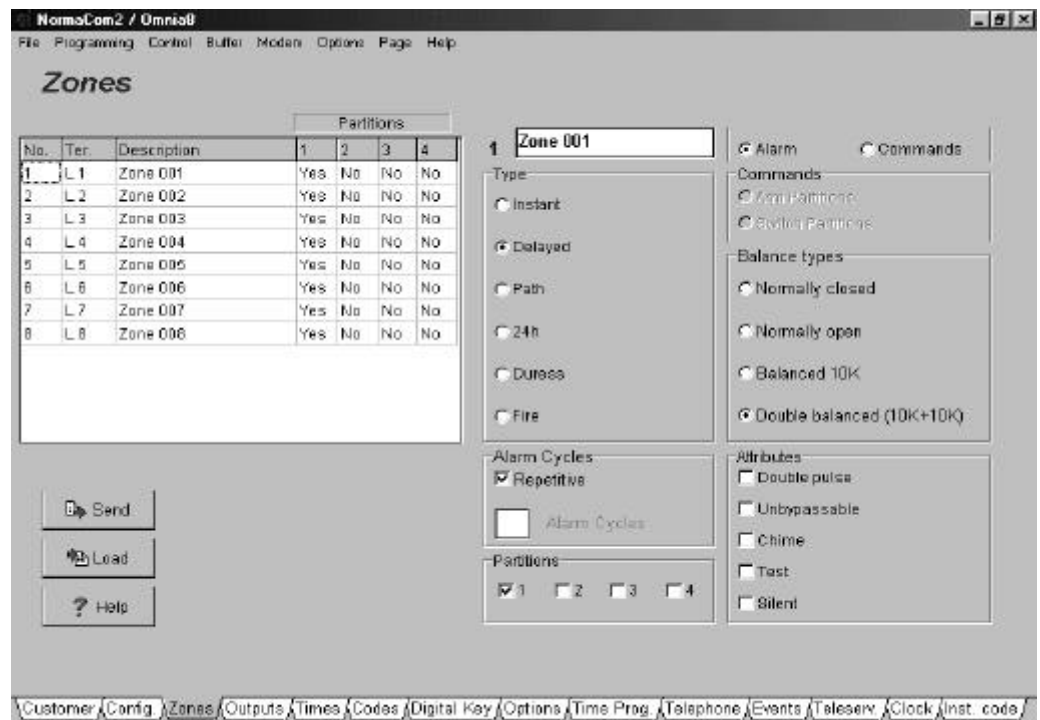 NormaCom2 / Omnia8
File Programming Control Buffer Modem Options Page Help
Zones
Partitions
No. Ter. Description 1 2 3 4
1 L 1 Zone 001 Yes No No No
2 L 2 Zone 002 Yes No No No
3 L 3 Zone 003 Yes No No No
4 L 4 Zone 004 Yes No No No
5 L 5 Zone 005 Yes No No No
6 L 6 Zone 006 Yes No No No
7 L 7 Zone 007 Yes No No No
8 L 8 Zone 008 Yes No No No
Send
Load
? Help
1 Zone 001
Type
Instant
Delayed
Path
24h
Duress
Fire
Alarm Cycles
Repetitive
Alarm Cycles
Partitions
1 2 3 4
Alarm Commands
Commands
Arm Partitions
Switch Partitions
Balance types
Normally closed
Normally open
Balanced 10K
Double balanced (10K+10K)
Attributes
Double pulse
Unbypassable
Chime
Test
Silent
Customer Config. Zones Outputs Times Codes Digital Key Options Time Prog. Telephone Events Teleserv. Clock Inst. code